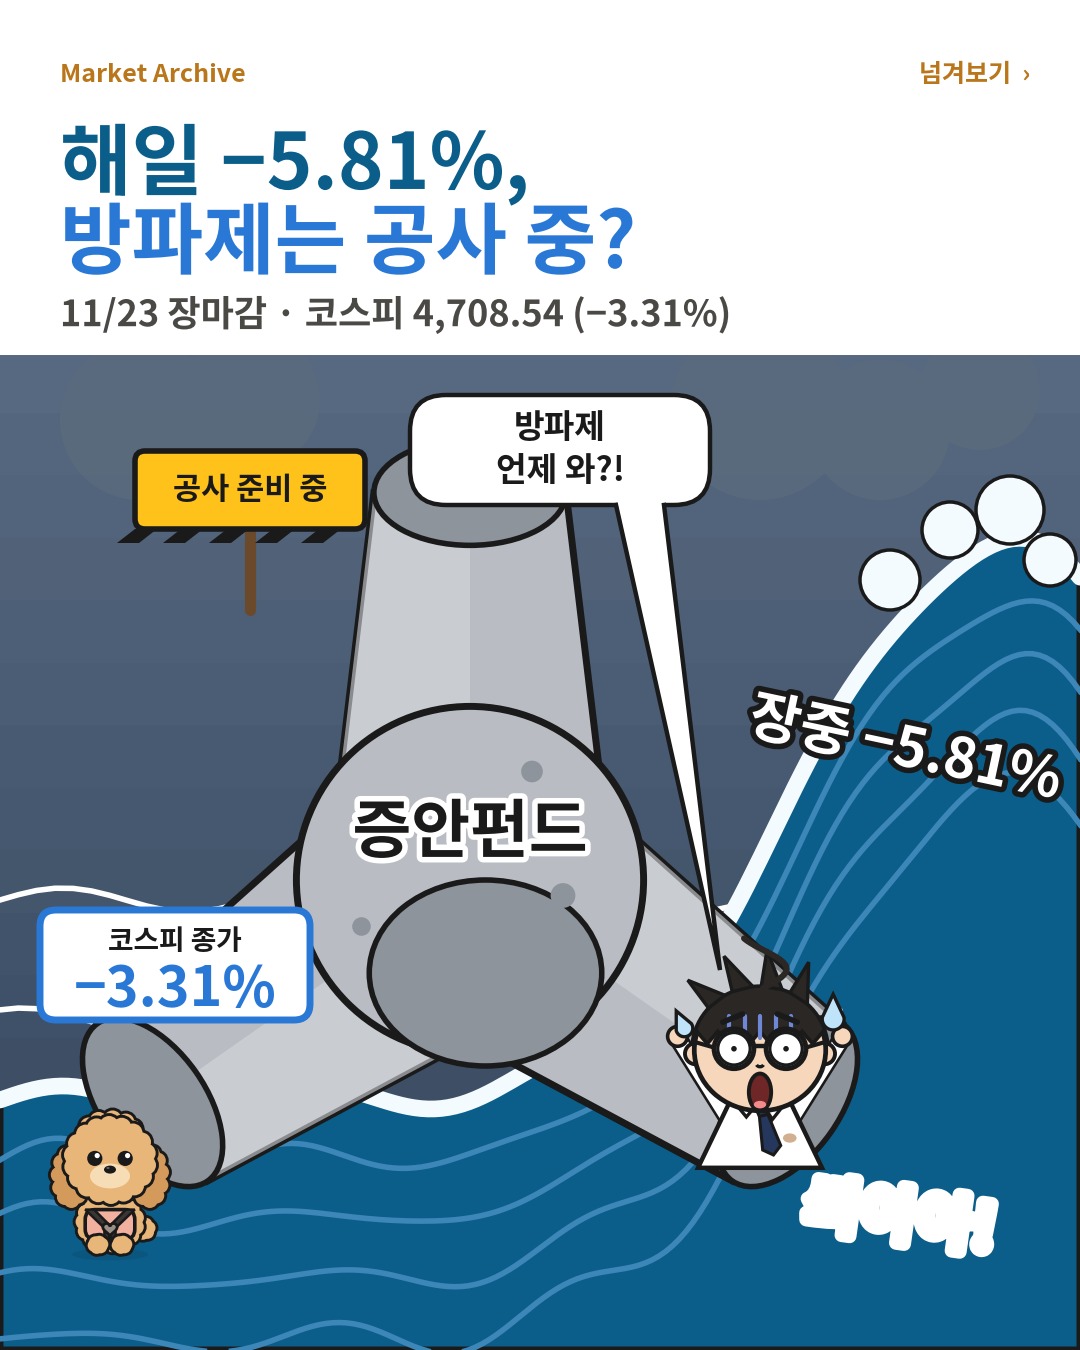 Market Archive
넘겨보기 ›
해일 −5.81%,
방파제는 공사 중?
11/23 장마감 · 코스피 4,708.54 (−3.31%)
방파제
언제 와?!
공사 준비 중
장중 −5.81%
증안펀드
코스피 종가
−3.31%